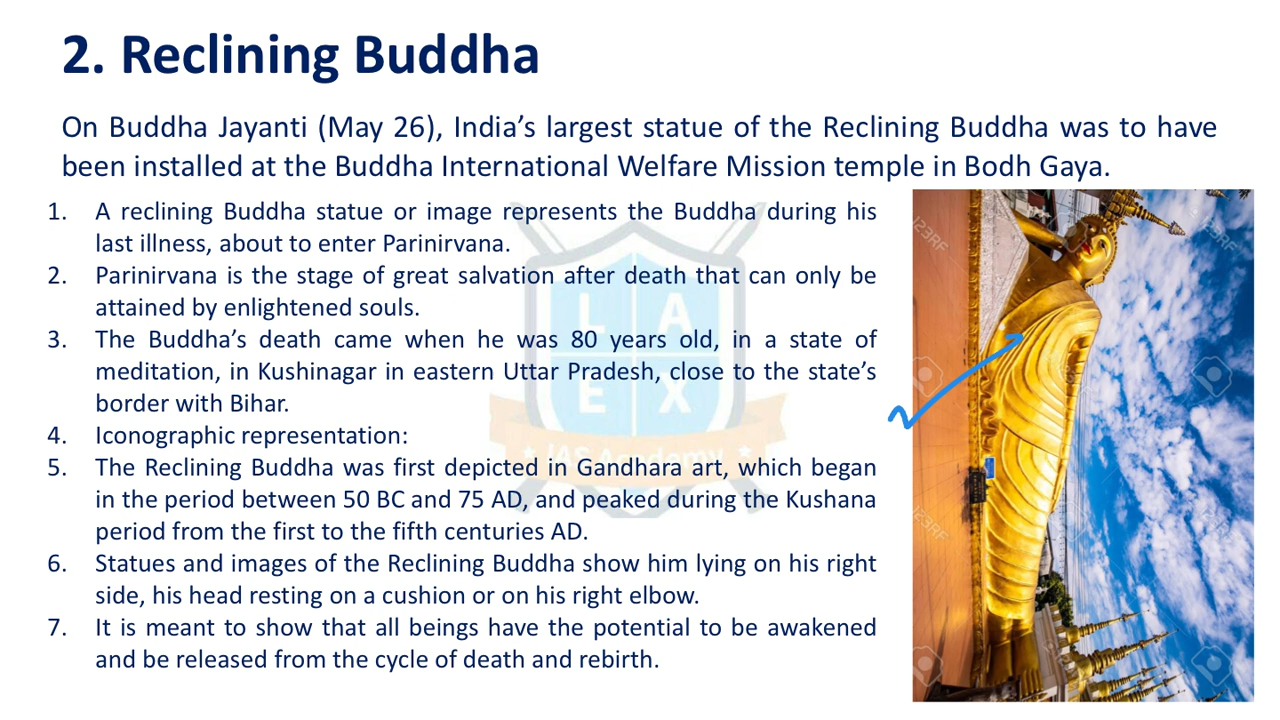 2. Reclining Buddha
On Buddha Jayanti (May 26), India’s largest statue of the Reclining Buddha was to have
been installed at the Buddha International Welfare Mission temple in Bodh Gaya.
1. A reclining Buddha statue or image represents the Buddha during his
last illness, about to enter Parinirvana.
2. Parinirvana is the stage of great salvation after death that can only be
attained by enlightened souls.
3. The Buddha’s death came when he was 80 years old, in a state of
meditation, in Kushinagar in eastern Uttar Pradesh, close to the state’s
border with Bihar.
4. Iconographic representation:
5. The Reclining Buddha was first depicted in Gandhara art, which began
in the period between 50 BC and 75 AD, and peaked during the Kushana
period from the first to the fifth centuries AD.
6. Statues and images of the Reclining Buddha show him lying on his right
side, his head resting on a cushion or on his right elbow.
7. It is meant to show that all beings have the potential to be awakened
and be released from the cycle of death and rebirth.
L A
E X
IAS Academy
123RF
123RF
123RF
123RF